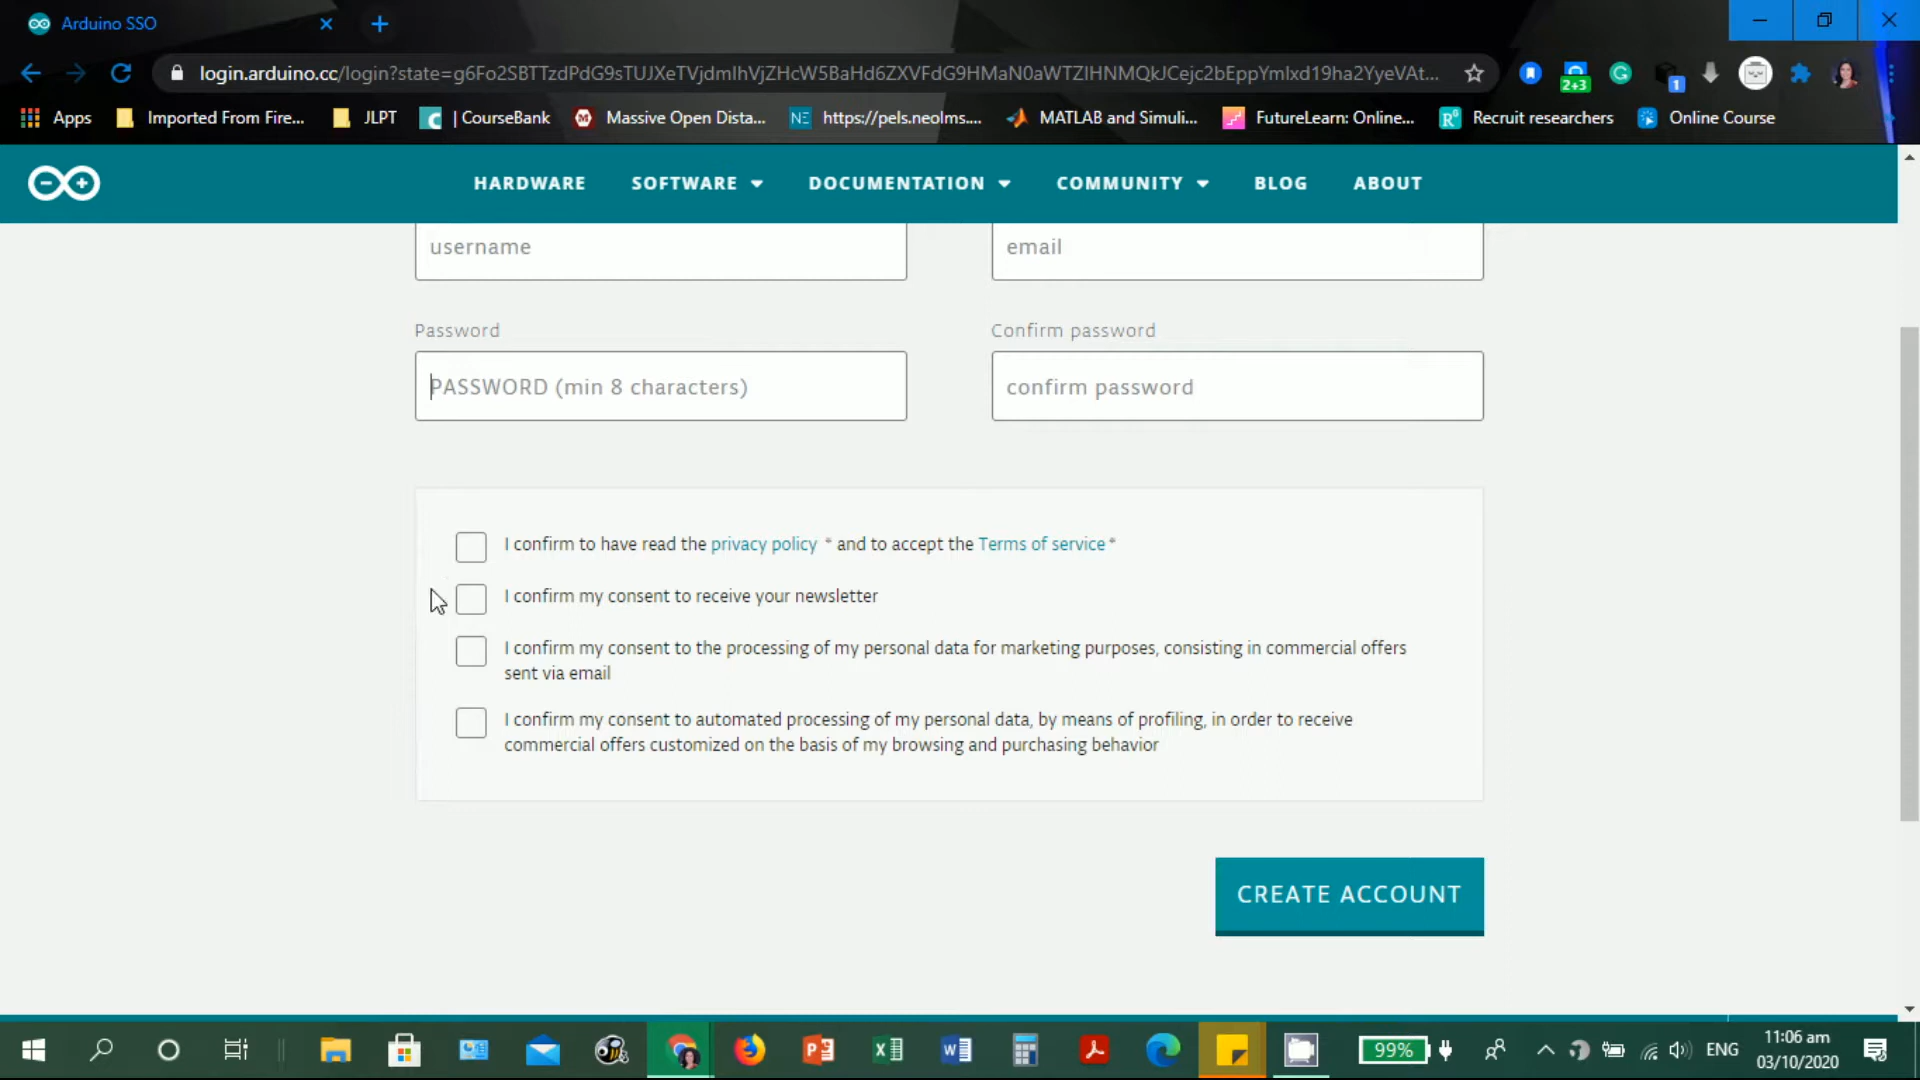 Arduino SSO
login.arduino.cc/login?state=g6Fo2SBTTzdPdG9sTUJXeTVjdmlhVjZHcW5BaHd6ZXVFdG9HMaN0aWTZIHNMQkJCejc2bEppYmlxd19ha2YyeVAt...
2+3
1
Apps
Imported From Fire...
JLPT
| CourseBank
Massive Open Dista...
https://pels.neolms....
MATLAB and Simuli...
FutureLearn: Online...
Recruit researchers
Online Course
HARDWARE
SOFTWARE
DOCUMENTATION
COMMUNITY
BLOG
ABOUT
username
email
Password
Confirm password
PASSWORD (min 8 characters)
confirm password
I confirm to have read the privacy policy * and to accept the Terms of service *
I confirm my consent to receive your newsletter
I confirm my consent to the processing of my personal data for marketing purposes, consisting in commercial offers
sent via email
I confirm my consent to automated processing of my personal data, by means of profiling, in order to receive
commercial offers customized on the basis of my browsing and purchasing behavior
CREATE ACCOUNT
99%
ENG
11:06 am
03/10/2020